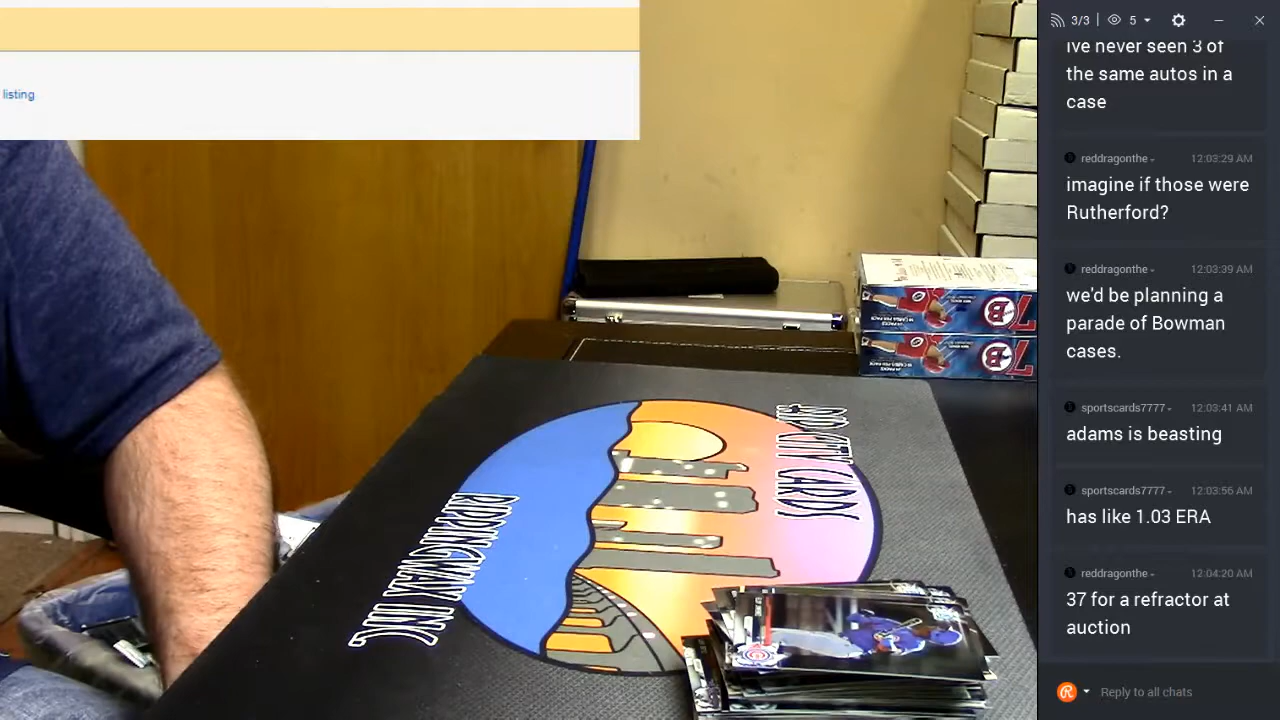 listing
3/3
5
ive never seen 3 of
the same autos in a
case
reddragonthe
12:03:29 AM
imagine if those were
Rutherford?
reddragonthe
12:03:39 AM
we'd be planning a
parade of Bowman
cases.
sportscards7777
12:03:41 AM
adams is beasting
sportscards7777
12:03:56 AM
has like 1.03 ERA
reddragonthe
12:04:20 AM
37 for a refractor at
auction
Reply to all chats
CITY CARDS
RIPPINGWAX INC